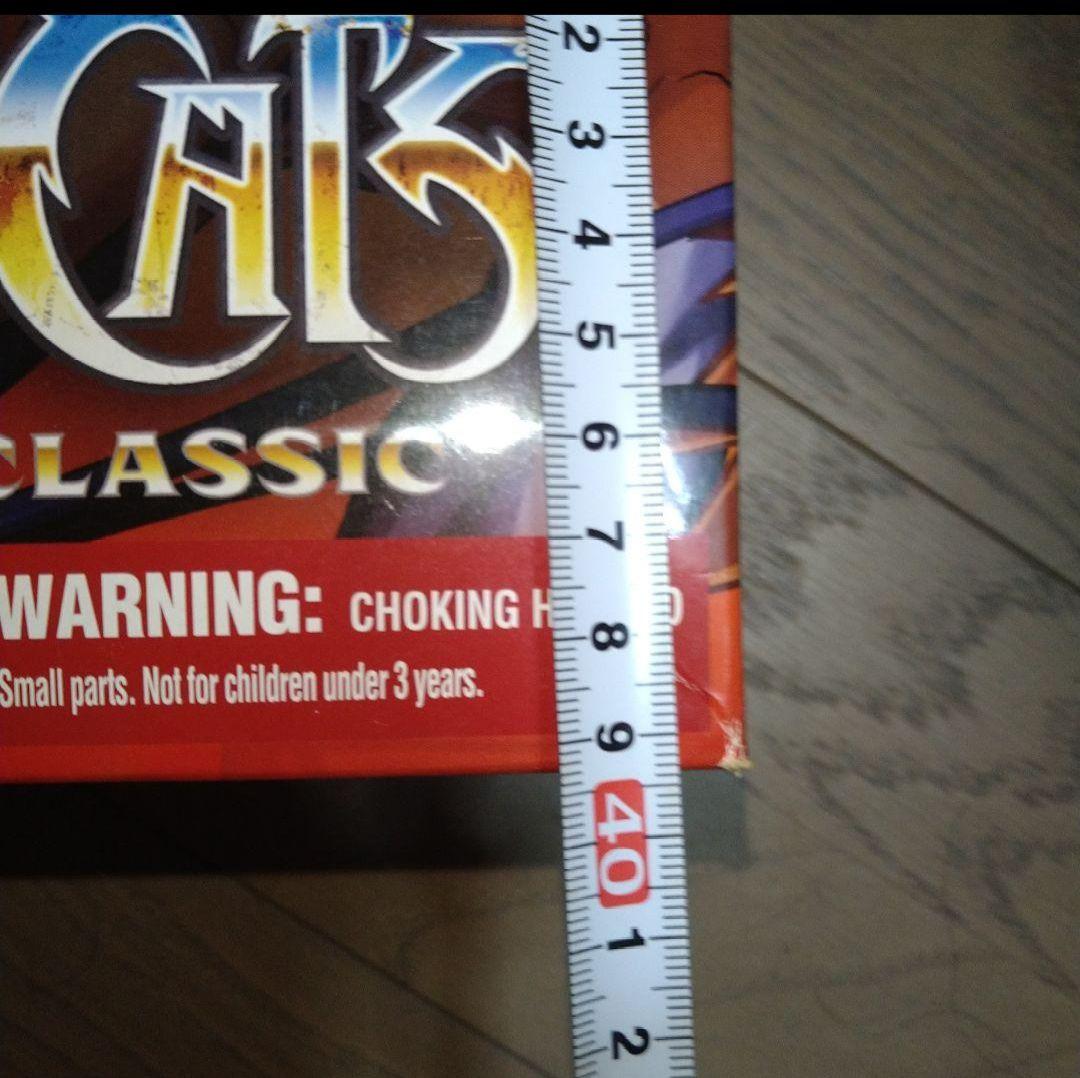 CATS
CLASSIC
WARNING: CHOKING H
Small parts. Not for children under 3 years.
2
3
4
5
6
7
8
9
40
1
2